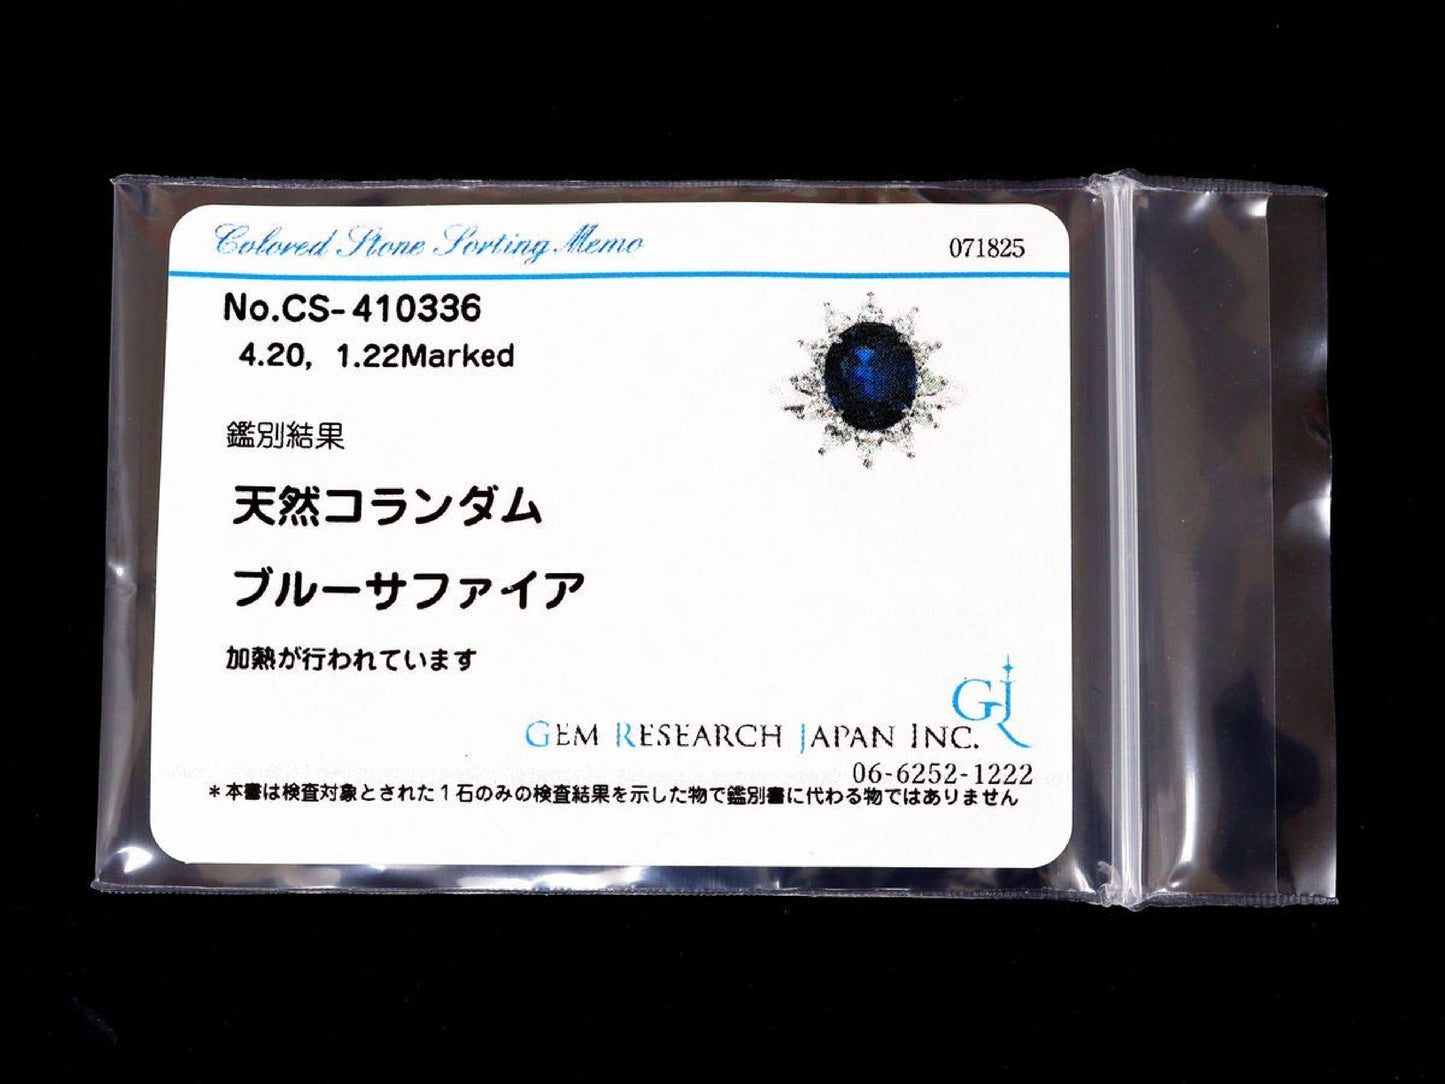 Colored Stone Sorting Memo
071825
No.CS-410336
4.20, 1.22Marked
鑑別結果
天然コランダム
ブルーサファイア
加熱が行われています
GJ
GEM RESEARCH JAPAN INC.
06-6252-1222
*本書は検査対象とされた1石のみの検査結果を示した物で鑑別書に代わる物ではありません